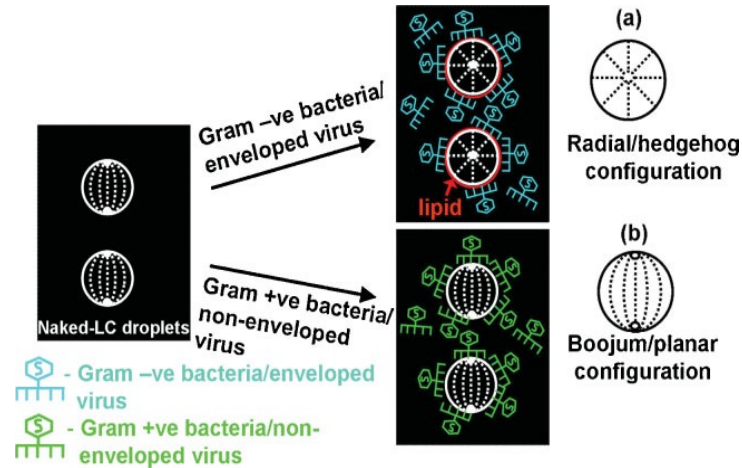 (a)
Gram –ve bacteria/
enveloped virus
S
S
S
S
S
S
S
S
S
S
S
Radial/hedgehog
configuration
lipid
(b)
Naked-LC droplets
Gram +ve bacteria/
non-enveloped
virus
S
S
S
S
S
S
S
S
S
S
S
Boojum/planar
configuration
S - Gram –ve bacteria/enveloped
virus
S - Gram +ve bacteria/non-
enveloped virus